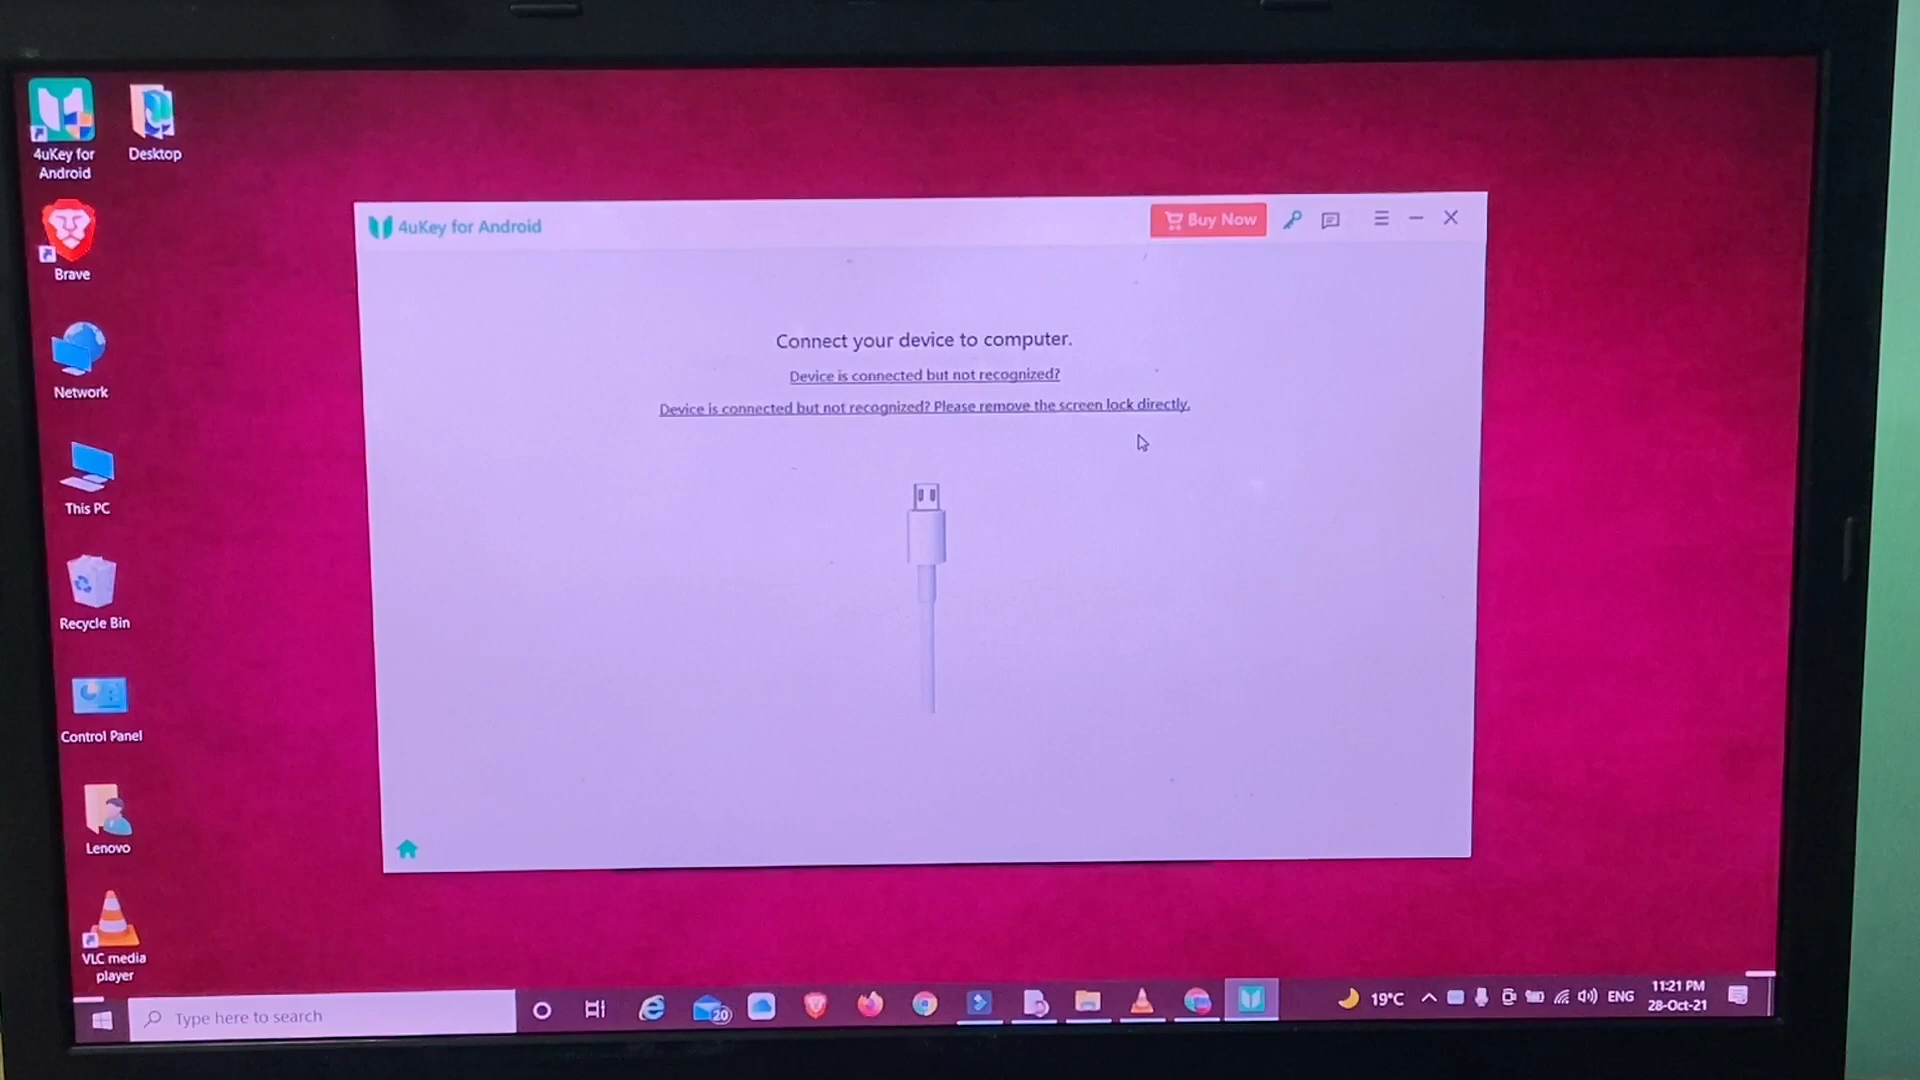 4uKey for
Android
Desktop
Brave
Network
This PC
Recycle Bin
Control Panel
Lenovo
VLC media
player
4uKey for Android
Buy Now
Connect your device to computer.
Device is connected but not recognized?
Device is connected but not recognized? Please remove the screen lock directly.
Type here to search
20
19°C
ENG
11:21 PM
28-Oct-21